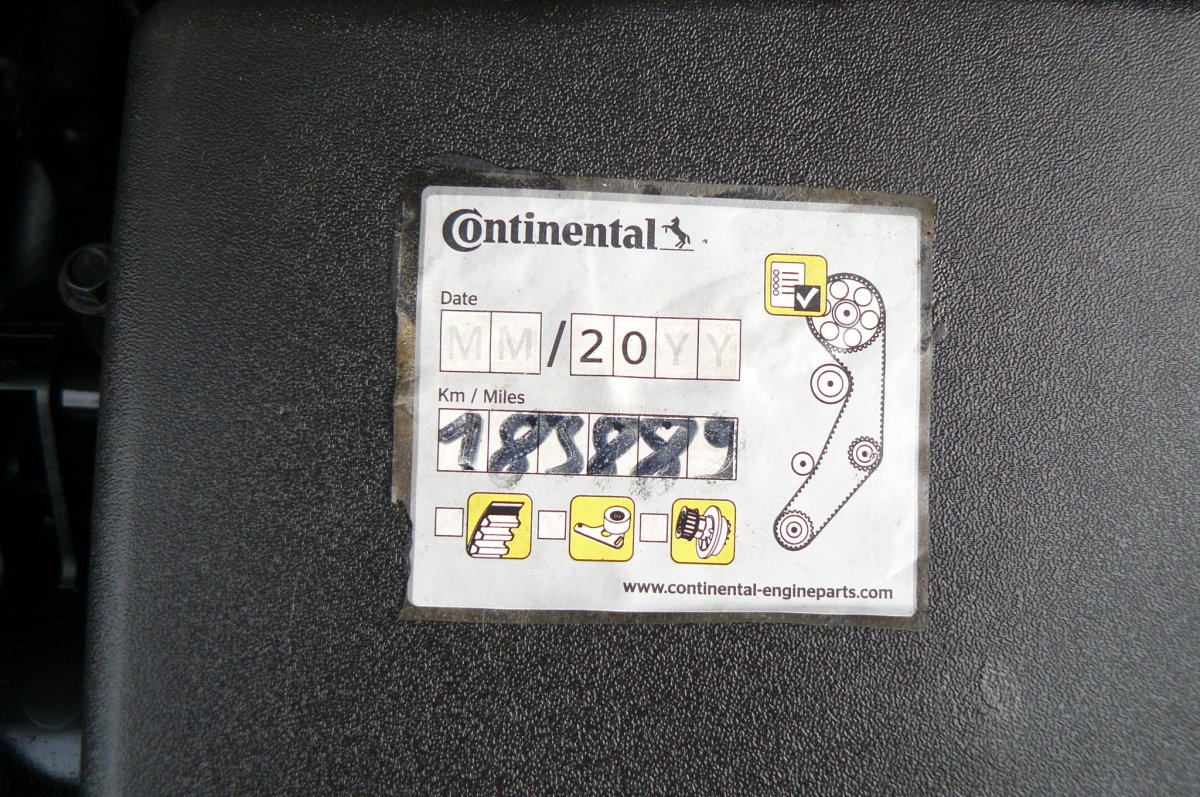 Continental
Date
MM/20YY
Km / Miles
183889
www.continental-engineparts.com